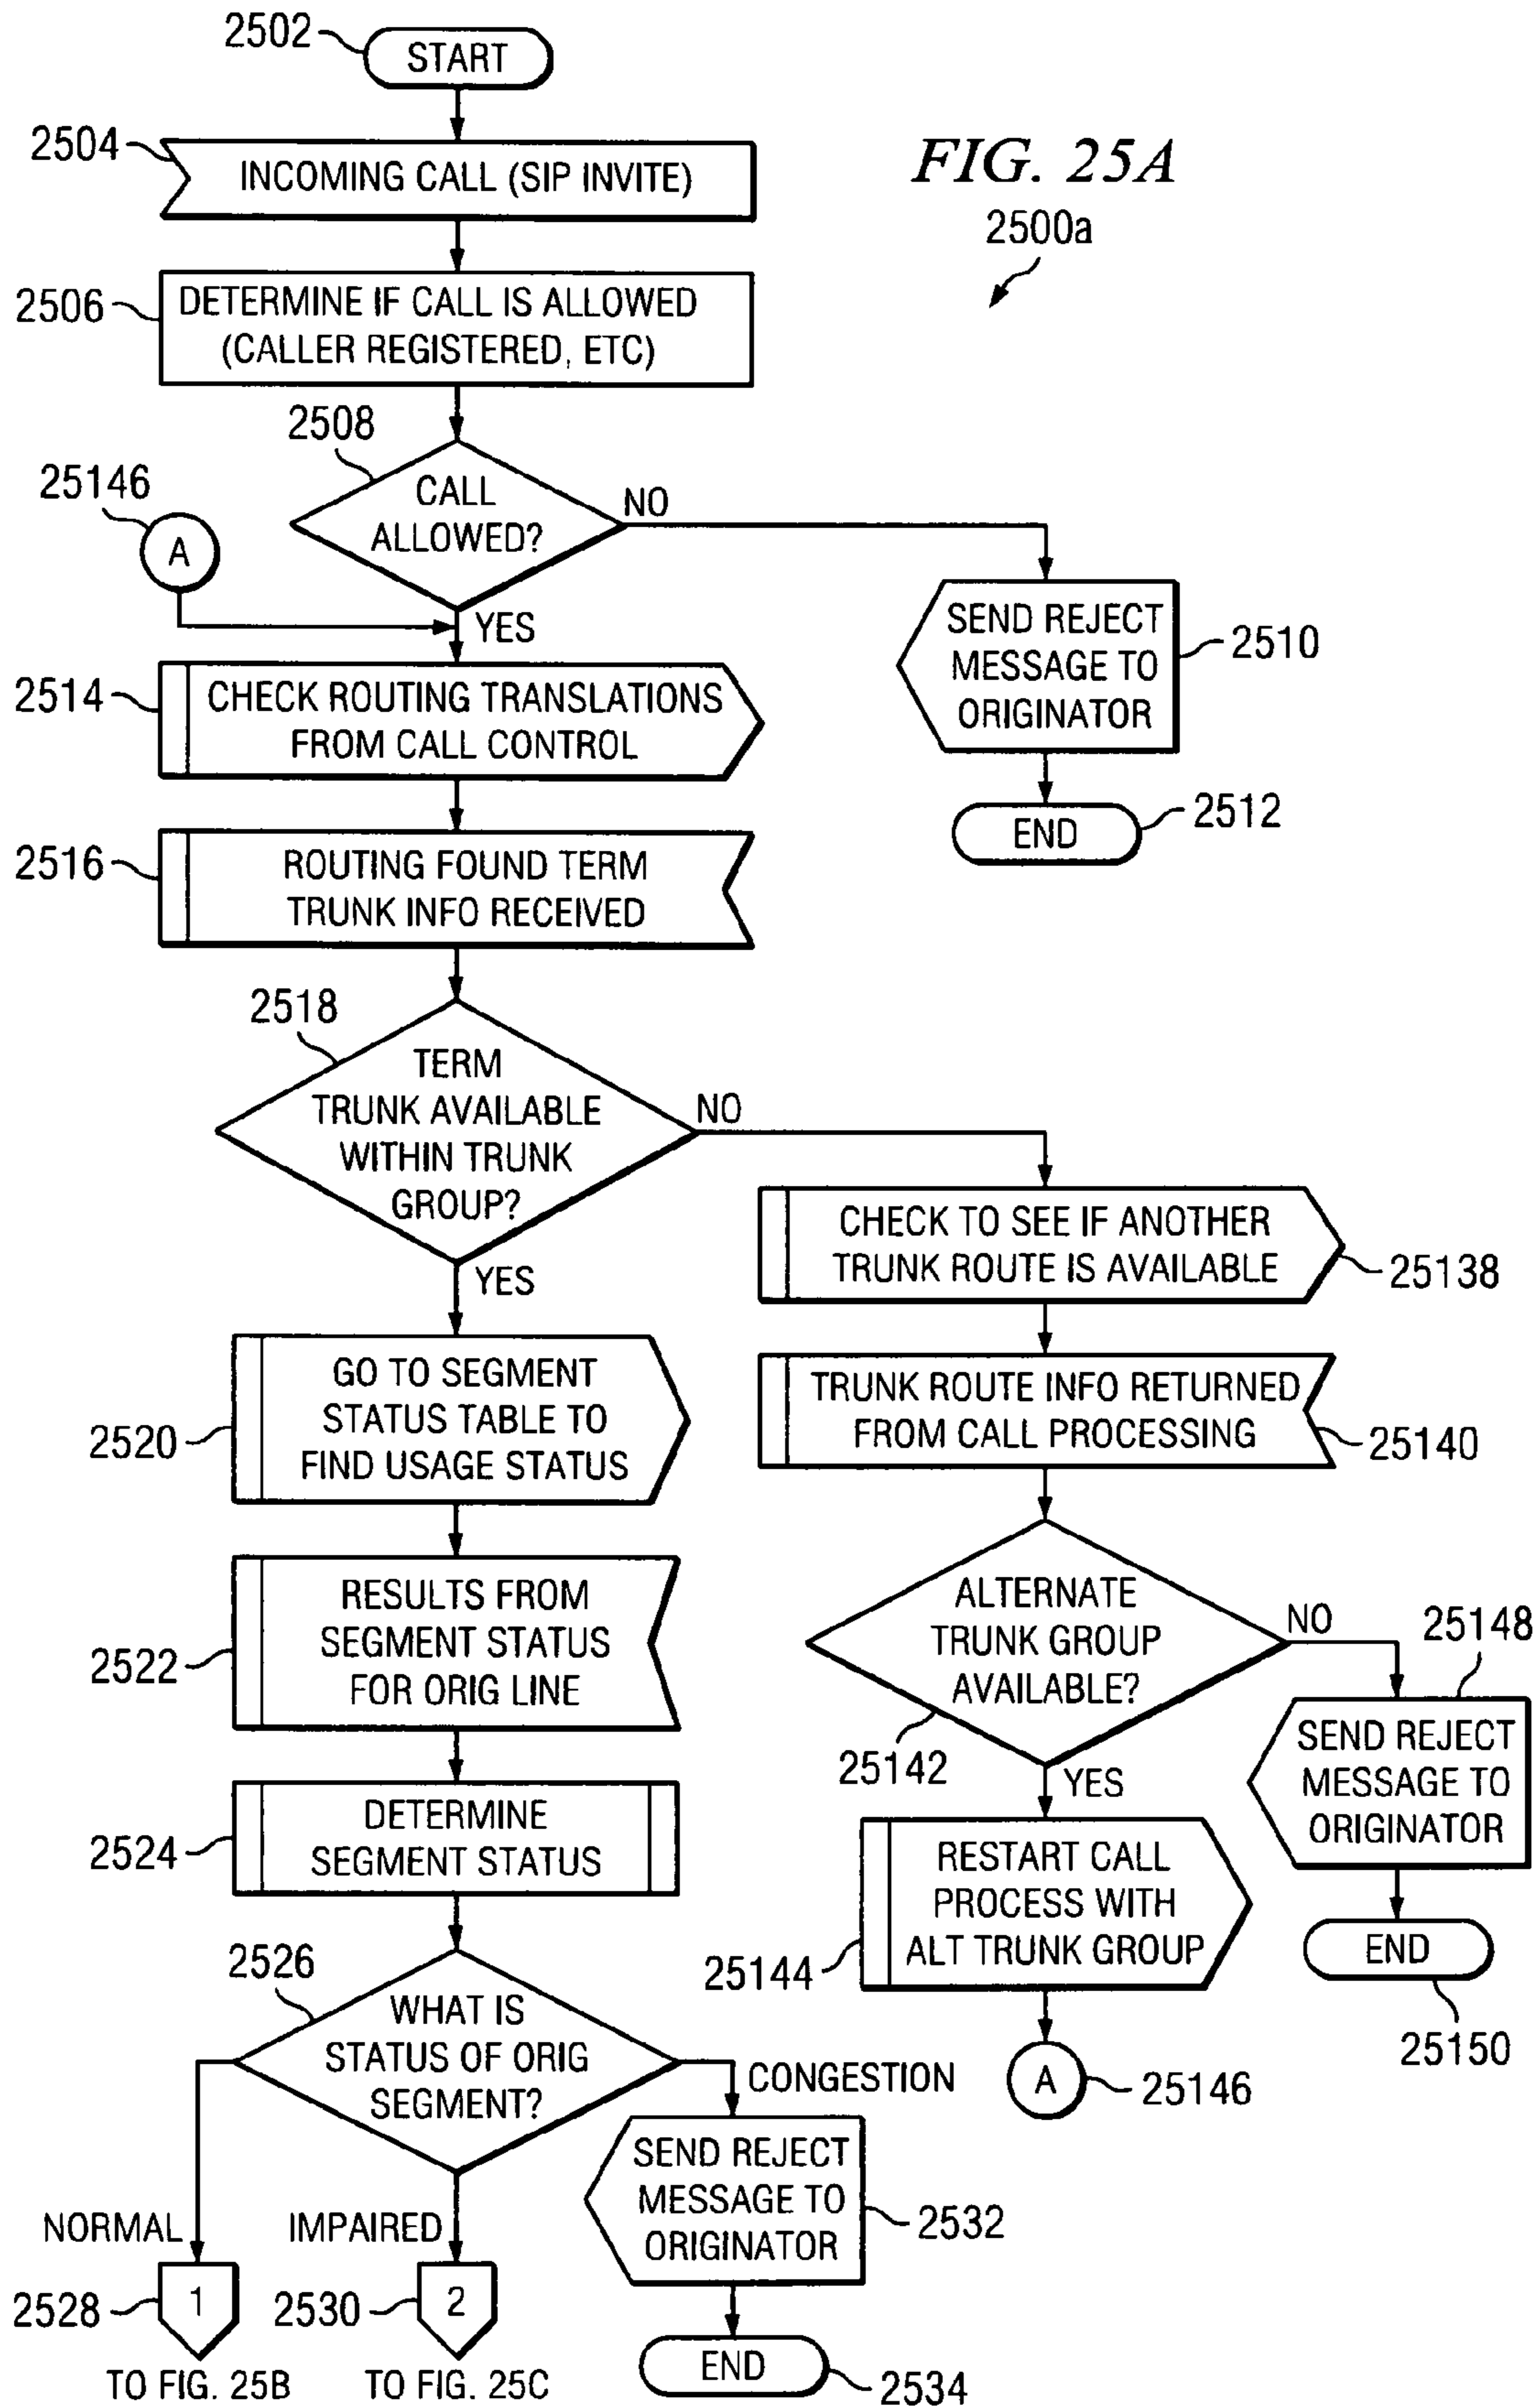 2502
START
2504
INCOMING CALL (SIP INVITE)
FIG. 25A
2500a
2506
DETERMINE IF CALL IS ALLOWED
(CALLER REGISTERED, ETC)
2508
CALL
ALLOWED?
NO
25146
A
YES
SEND REJECT
MESSAGE TO
ORIGINATOR
2510
END
2512
2514
CHECK ROUTING TRANSLATIONS
FROM CALL CONTROL
2516
ROUTING FOUND TERM
TRUNK INFO RECEIVED
2518
TERM
TRUNK AVAILABLE
WITHIN TRUNK
GROUP?
NO
YES
CHECK TO SEE IF ANOTHER
TRUNK ROUTE IS AVAILABLE
25138
TRUNK ROUTE INFO RETURNED
FROM CALL PROCESSING
25140
2520
GO TO SEGMENT
STATUS TABLE TO
FIND USAGE STATUS
2522
RESULTS FROM
SEGMENT STATUS
FOR ORIG LINE
ALTERNATE
TRUNK GROUP
AVAILABLE?
25142
NO
25148
SEND REJECT
MESSAGE TO
ORIGINATOR
END
25150
YES
25144
RESTART CALL
PROCESS WITH
ALT TRUNK GROUP
A
25146
2524
DETERMINE
SEGMENT STATUS
2526
WHAT IS
STATUS OF ORIG
SEGMENT?
CONGESTION
SEND REJECT
MESSAGE TO
ORIGINATOR
2532
END
2534
NORMAL
2528
1
TO FIG. 25B
IMPAIRED
2530
2
TO FIG. 25C